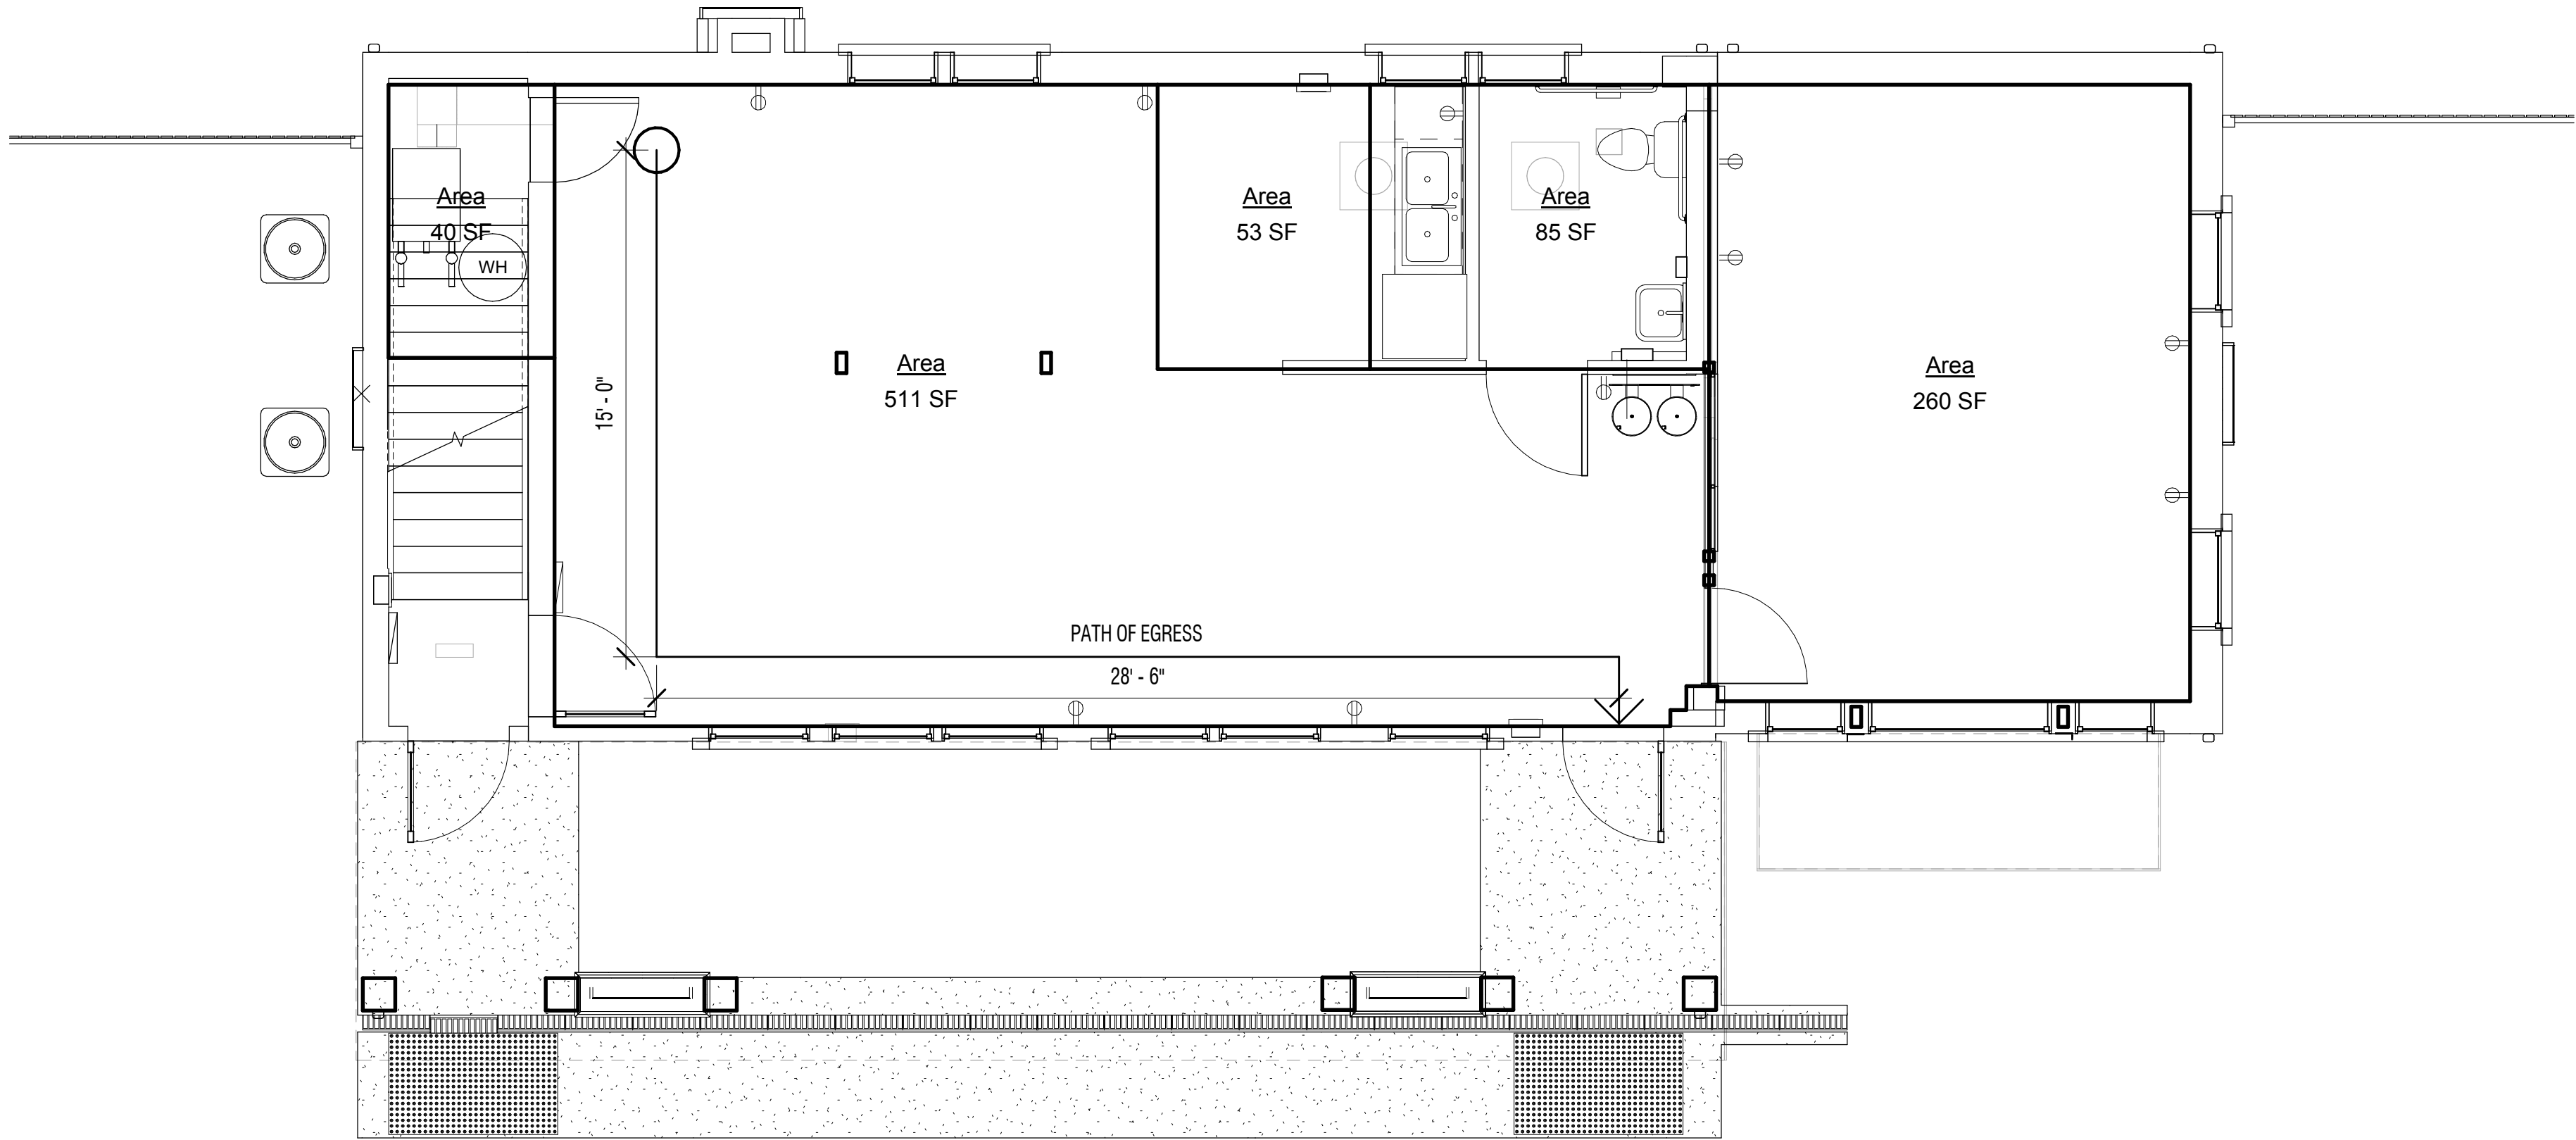 Area
40 SF
WH
Area
53 SF
Area
85 SF
Area
511 SF
Area
260 SF
15' - 0"
PATH OF EGRESS
28' - 6"